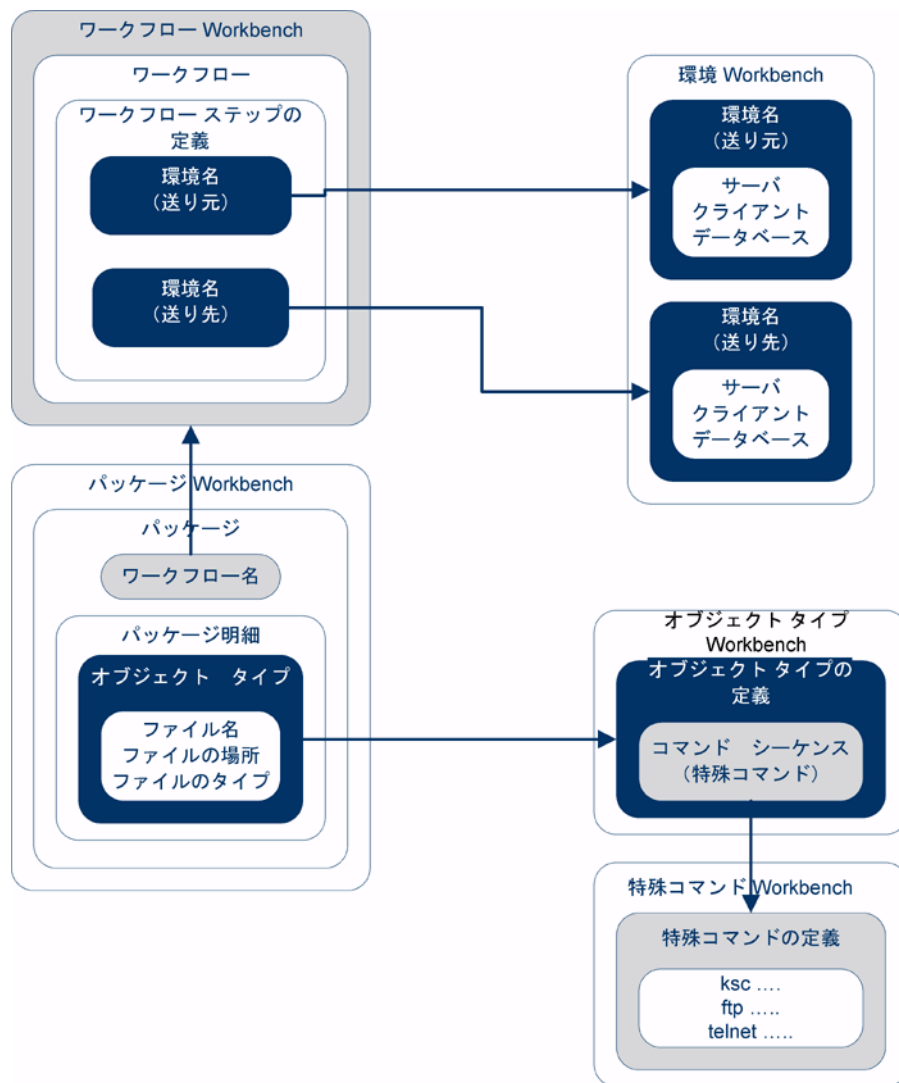 ワークフロー Workbench
ワークフロー
ワークフロー ステップの
定義
環境名
（送り元）
環境名
（送り先）
環境 Workbench
環境名
（送り元）
サーバ
クライアント
データベース
環境名
（送り先）
サーバ
クライアント
データベース
パッケージ Workbench
パッケージ
ワークフロー名
パッケージ明細
オブジェクト　タイプ
ファイル名
ファイルの場所
ファイルのタイプ
オブジェクト タイプ
Workbench
オブジェクト タイプの
定義
コマンド　シーケンス
（特殊コマンド）
特殊コマンド Workbench
特殊コマンドの定義
ksc ....
ftp .....
telnet .....